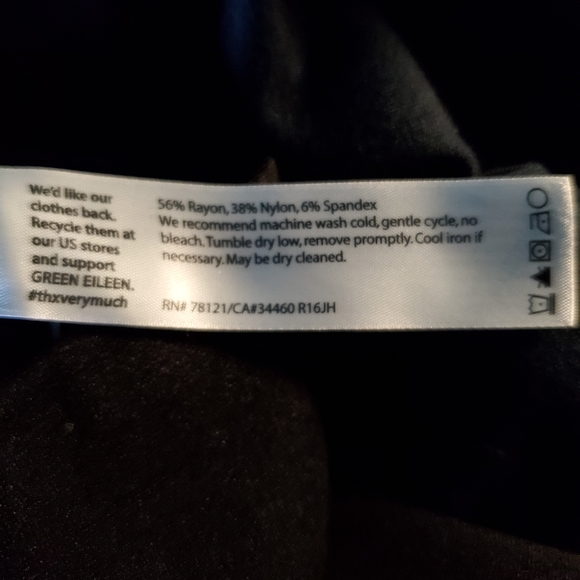 We'd like our
clothes back.
Recycle them at
our US stores
and support
GREEN EILEEN.
#thxverymuch
56% Rayon, 38% Nylon, 6% Spandex
We recommend machine wash cold, gentle cycle, no
bleach. Tumble dry low, remove promptly. Cool iron if
necessary. May be dry cleaned.
RN# 78121/CA#34460 R16JH